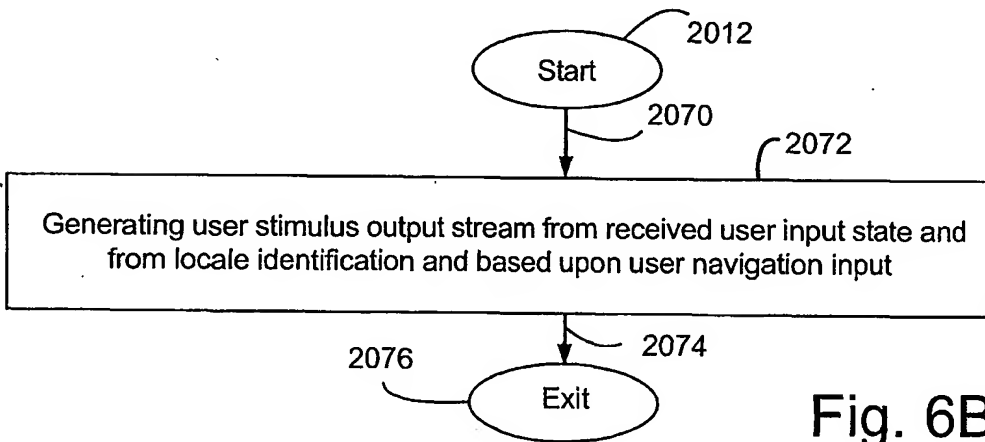 2012
Start
2070
2072
Generating user stimulus output stream from received user input state and
from locale identification and based upon user navigation input
2074
2076
Exit
Fig. 6B